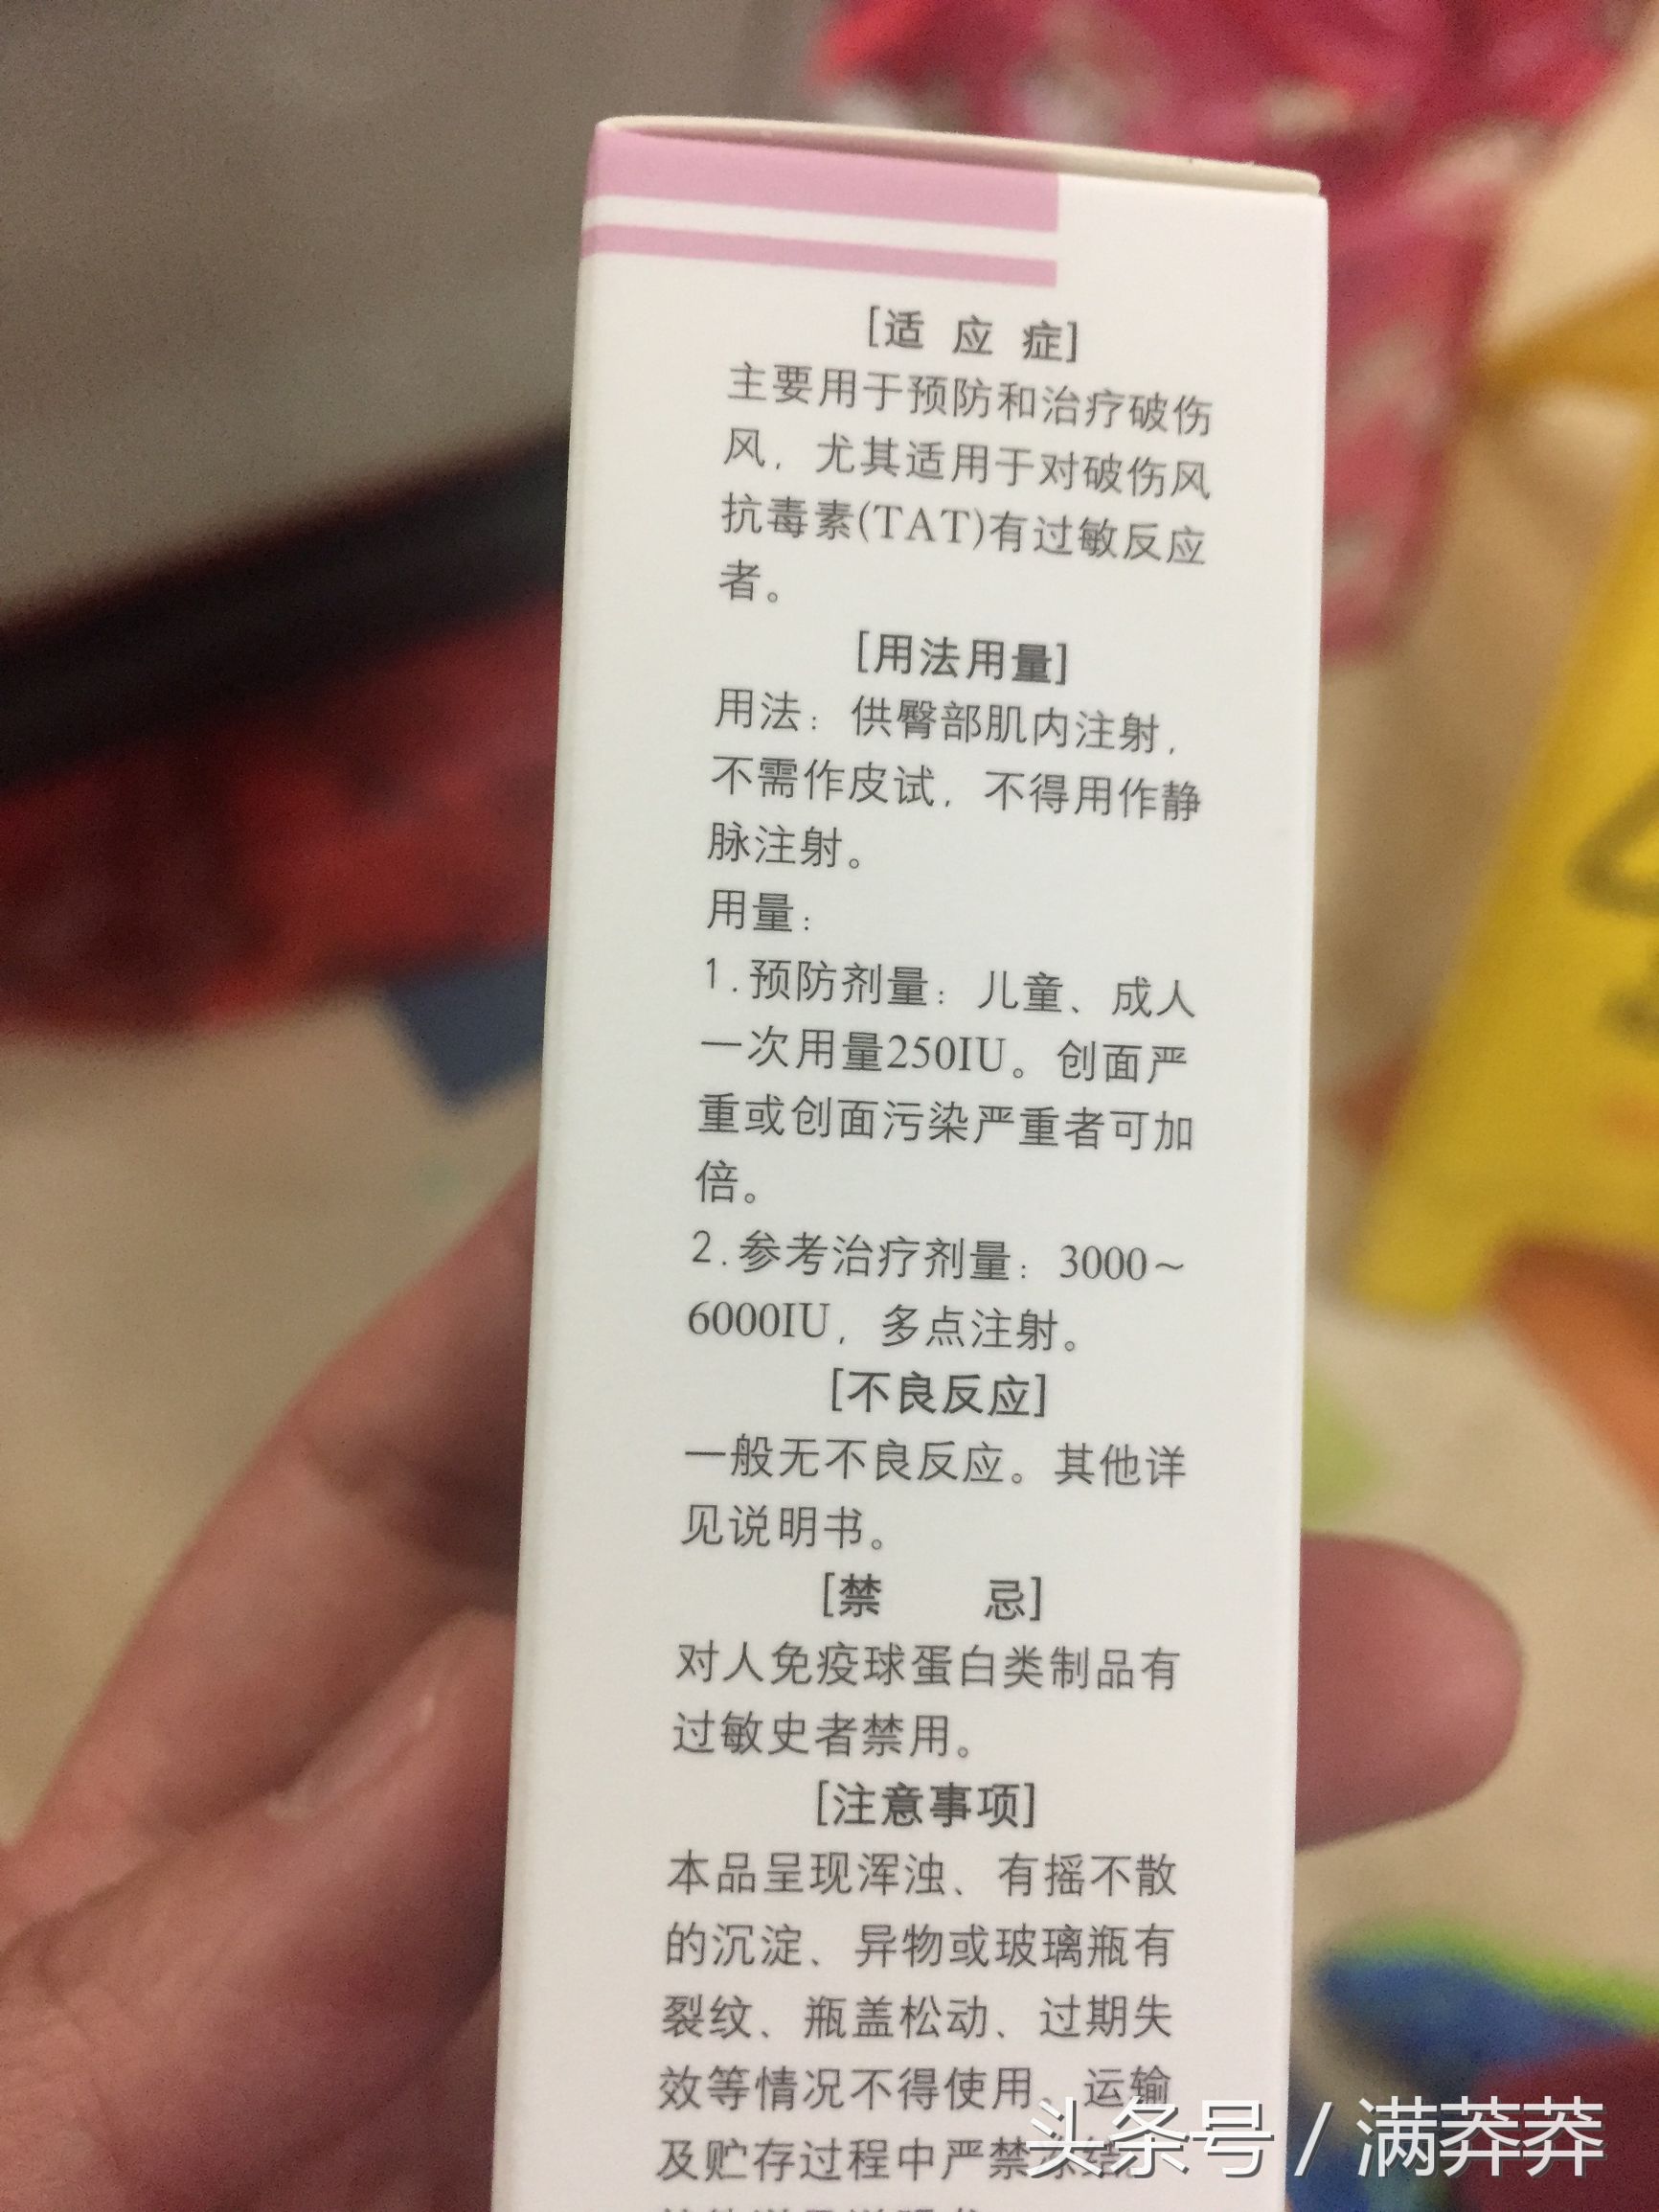 [适 应 症]
主要用于预防和治疗破伤
风，尤其适用于对破伤风
抗毒素(TAT)有过敏反应
者。
[用法用量]
用法：供臀部肌内注射，
不需作皮试，不得用作静
脉注射。
用量：
1.预防剂量：儿童、成人
一次用量250IU。创面严
重或创面污染严重者可加
倍。
2.参考治疗剂量：3000~
6000IU，多点注射。
[不良反应]
一般无不良反应。其他详
见说明书。
[禁 忌]
对人免疫球蛋白类制品有
过敏史者禁用。
[注意事项]
本品呈现浑浊、有摇不散
的沉淀、异物或玻璃瓶有
裂纹、瓶盖松动、过期失
效等情况不得使用。运输
及贮存过程中严禁冻结。
头条号 / 满莽莽